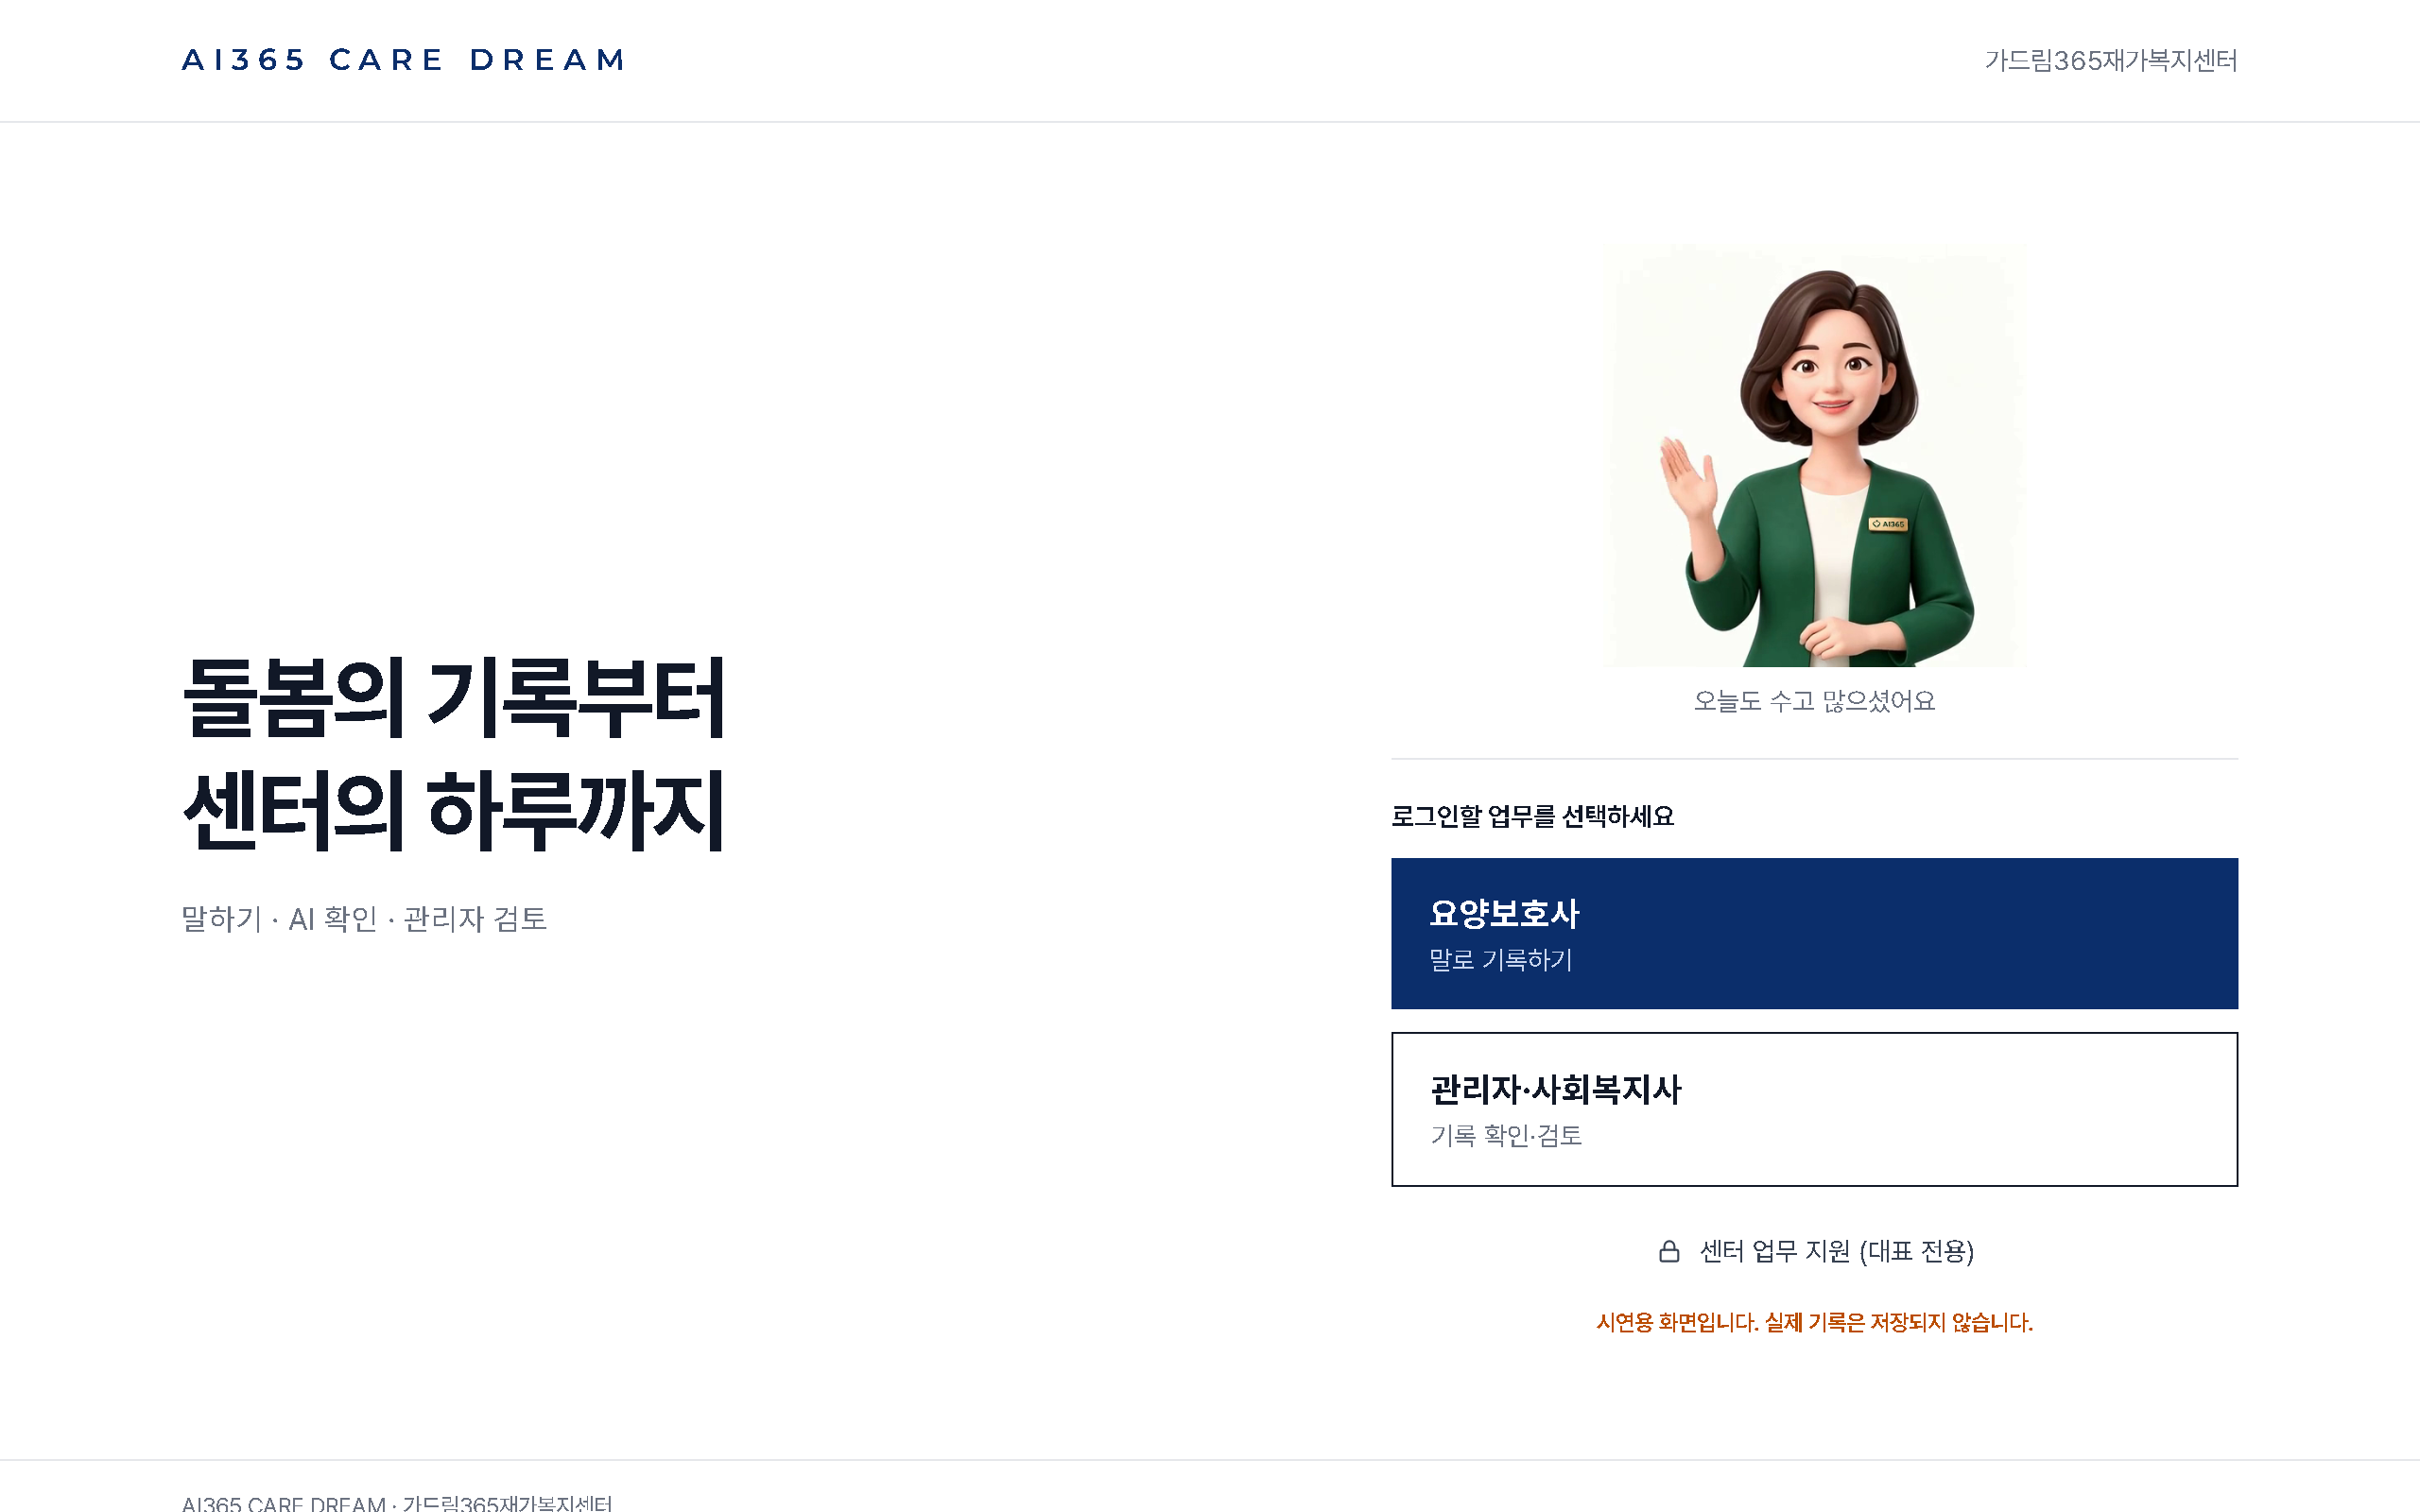 AI365 CARE DREAM
가드림365재가복지센터
돌봄의 기록부터
센터의 하루까지
말하기 · AI 확인 · 관리자 검토
AI365
오늘도 수고 많으셨어요
로그인할 업무를 선택하세요
요양보호사
말로 기록하기
관리자·사회복지사
기록 확인·검토
센터 업무 지원 (대표 전용)
시연용 화면입니다. 실제 기록은 저장되지 않습니다.
AI365 CARE DREAM · 가드림365재가복지센터